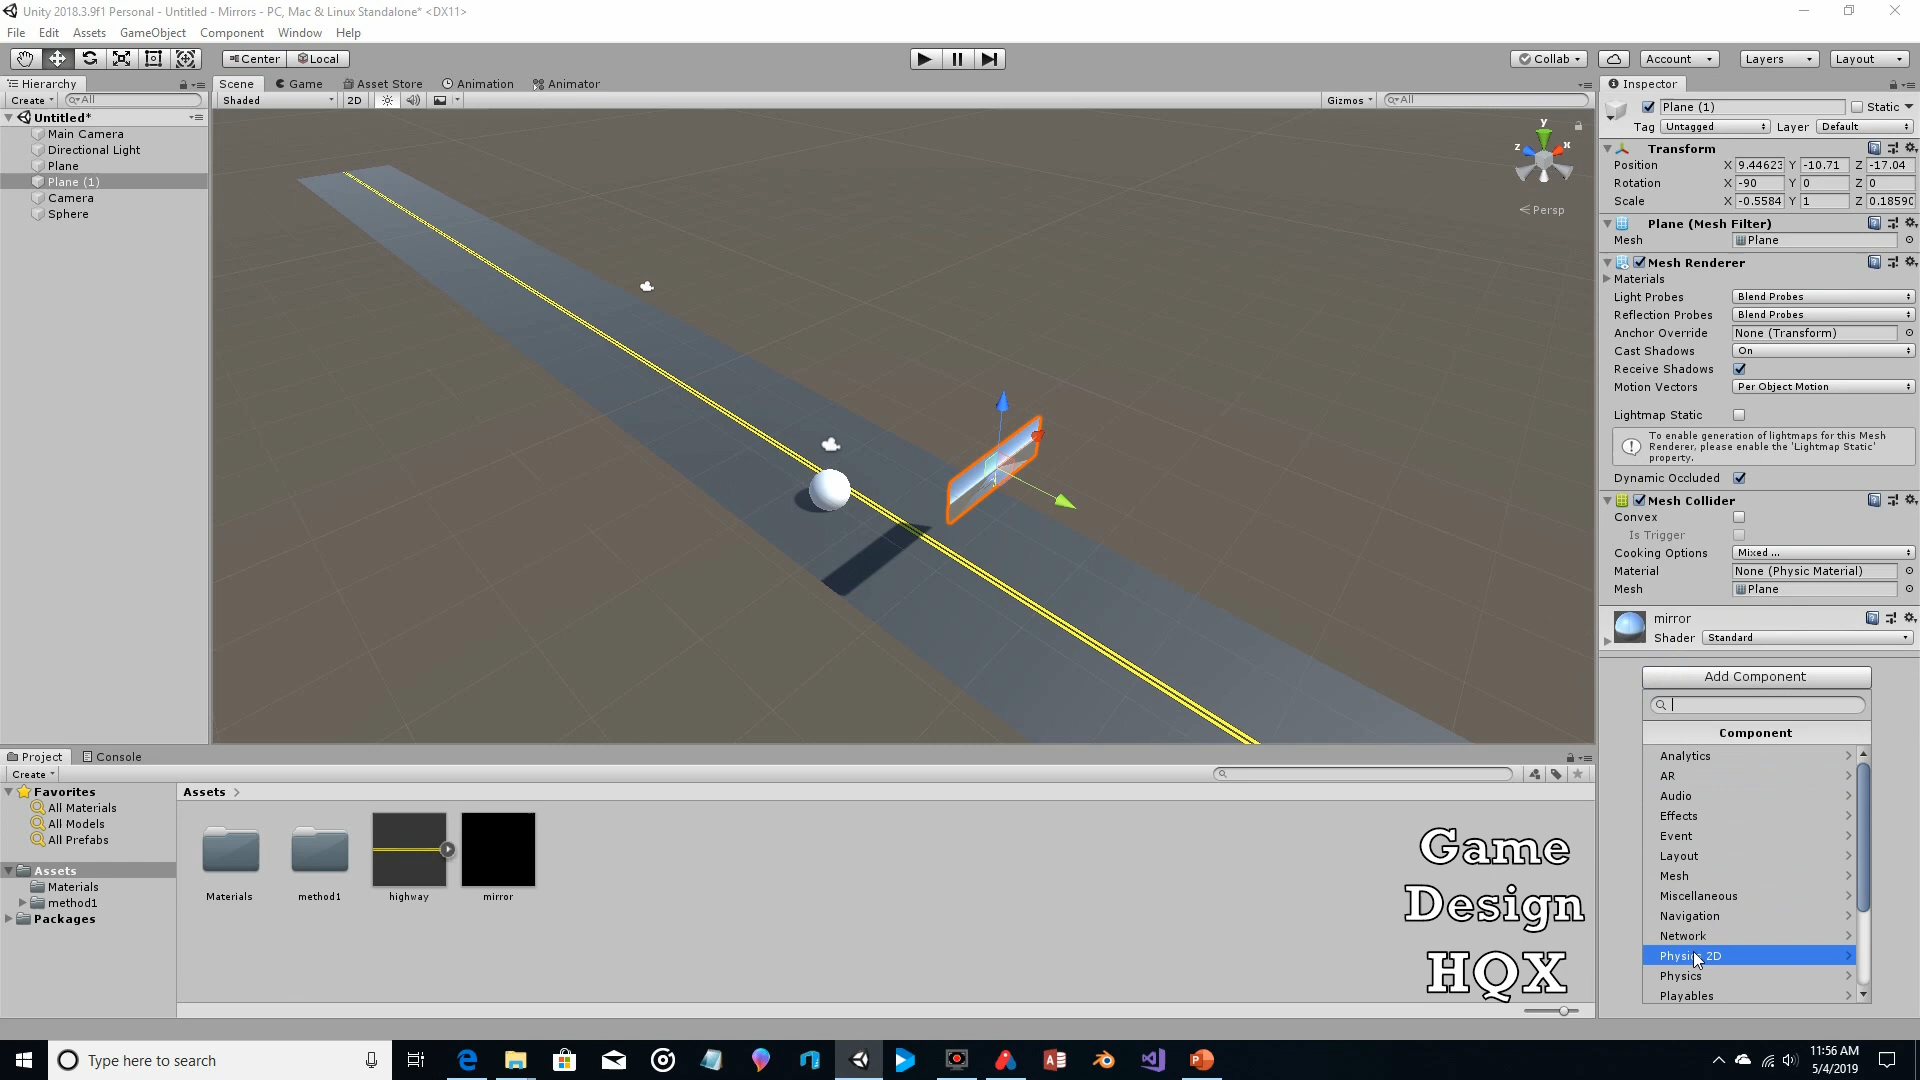 Unity 2018.3.9f1 Personal - Untitled - Mirrors - PC, Mac & Linux Standalone* <DX11>
File Edit Assets GameObject Component Window Help
Center Local Collab Account Layers Layout
Hierarchy
Create All
Untitled*
Main Camera
Directional Light
Plane
Plane (1)
Camera
Sphere
Scene Game Asset Store Animation Animator
Shaded 2D Gizmos All
y
z x
Persp
Inspector
Plane (1) Static
Tag Untagged Layer Default
Transform
Position X 9.44623 Y -10.71 Z -17.04
Rotation X -90 Y 0 Z 0
Scale X -0.5584 Y 1 Z 0.18590
Plane (Mesh Filter)
Mesh Plane
Mesh Renderer
Materials
Light Probes Blend Probes
Reflection Probes Blend Probes
Anchor Override None (Transform)
Cast Shadows On
Receive Shadows
Motion Vectors Per Object Motion
Lightmap Static
To enable generation of lightmaps for this Mesh
Renderer, please enable the 'Lightmap Static'
property.
Dynamic Occluded
Mesh Collider
Convex
Is Trigger
Cooking Options Mixed ...
Material None (Physic Material)
Mesh Plane
mirror
Shader Standard
Add Component
Component
Analytics
AR
Audio
Effects
Event
Layout
Mesh
Miscellaneous
Navigation
Network
Physics 2D
Physics
Playables
Project Console
Create
Favorites
All Materials
All Models
All Prefabs
Assets
Materials
method1
Packages
Assets
Materials method1 highway mirror
Game
Design
HQX
Type here to search
11:56 AM
5/4/2019